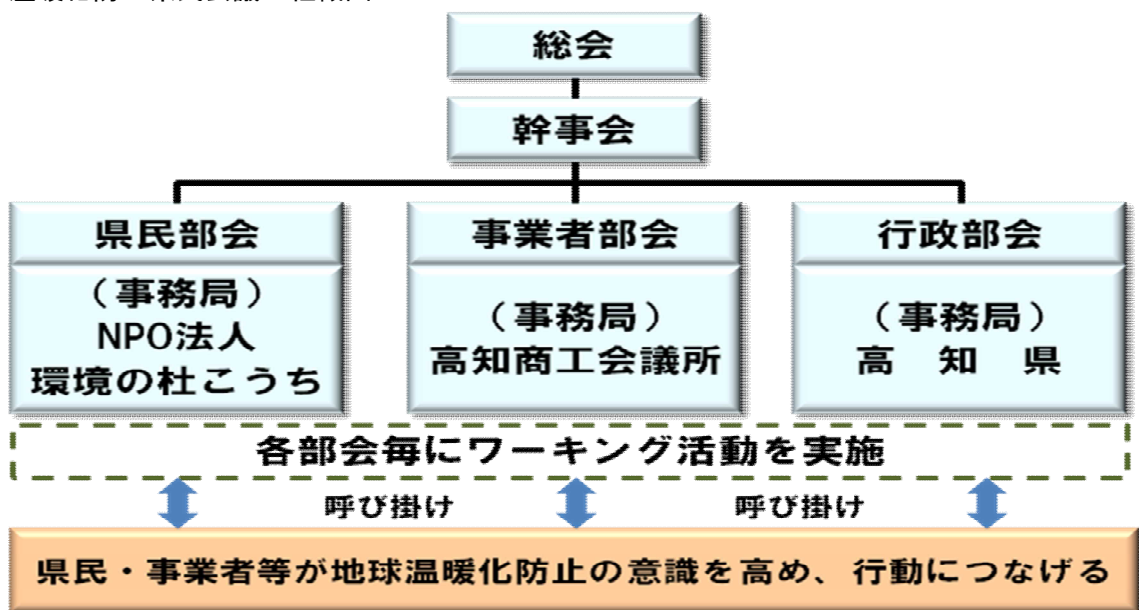 総会
幹事会
県民部会
(事務局)
NPO法人
環境の杜こうち
事業者部会
(事務局)
高知商工会議所
行政部会
(事務局)
高 知 県
各部会毎にワーキング活動を実施
呼び掛け
呼び掛け
県民・事業者等が地球温暖化防止の意識を高め、行動につなげる